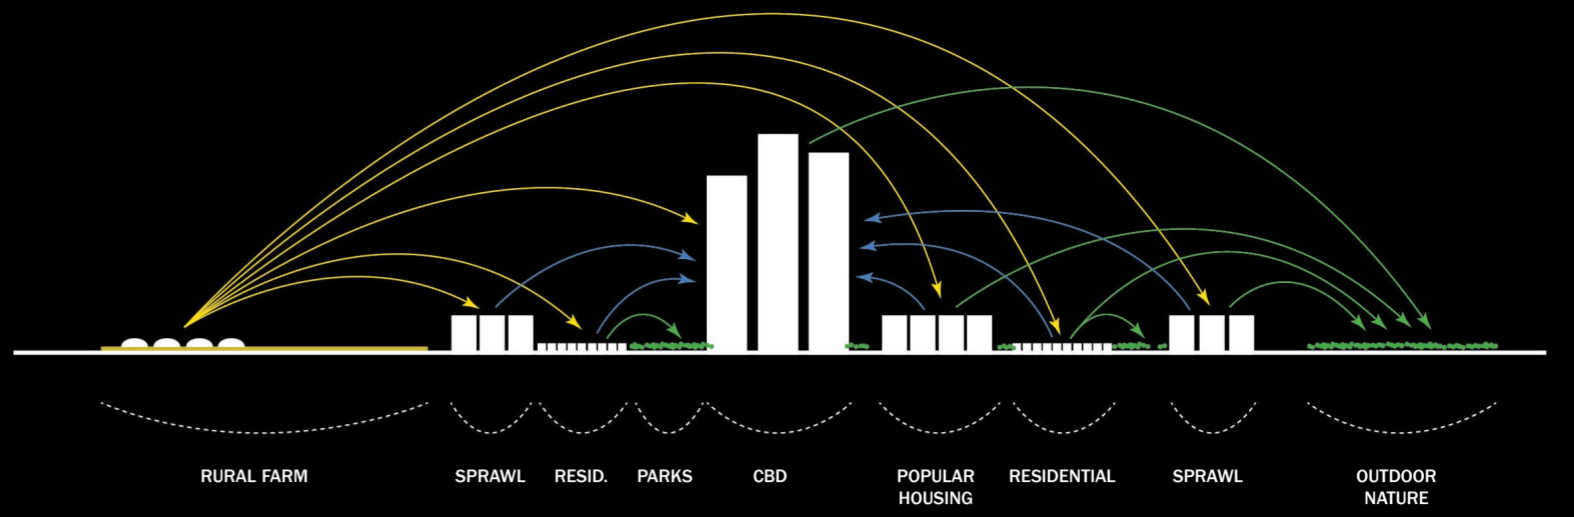 RURAL FARM
SPRAWL
RESID.
PARKS
CBD
POPULAR
HOUSING
RESIDENTIAL
SPRAWL
OUTDOOR
NATURE